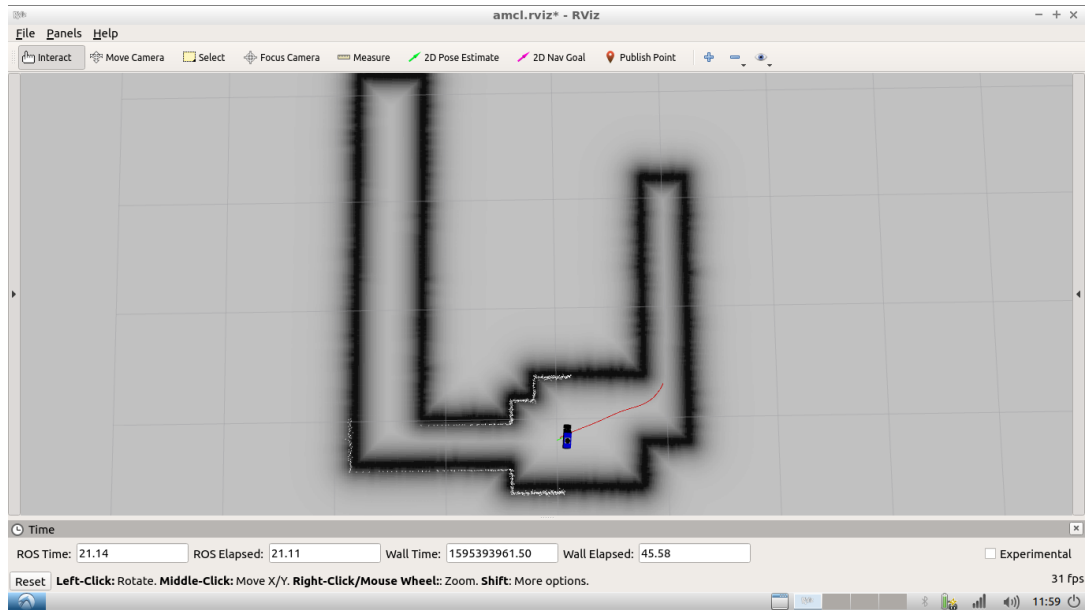 amcl.rviz* - RViz
File Panels Help
Interact Move Camera Select Focus Camera Measure 2D Pose Estimate 2D Nav Goal Publish Point
Time
ROS Time: 21.14 ROS Elapsed: 21.11 Wall Time: 1595393961.50 Wall Elapsed: 45.58 Experimental
Reset Left-Click: Rotate. Middle-Click: Move X/Y. Right-Click/Mouse Wheel:: Zoom. Shift: More options. 31 fps
11:59